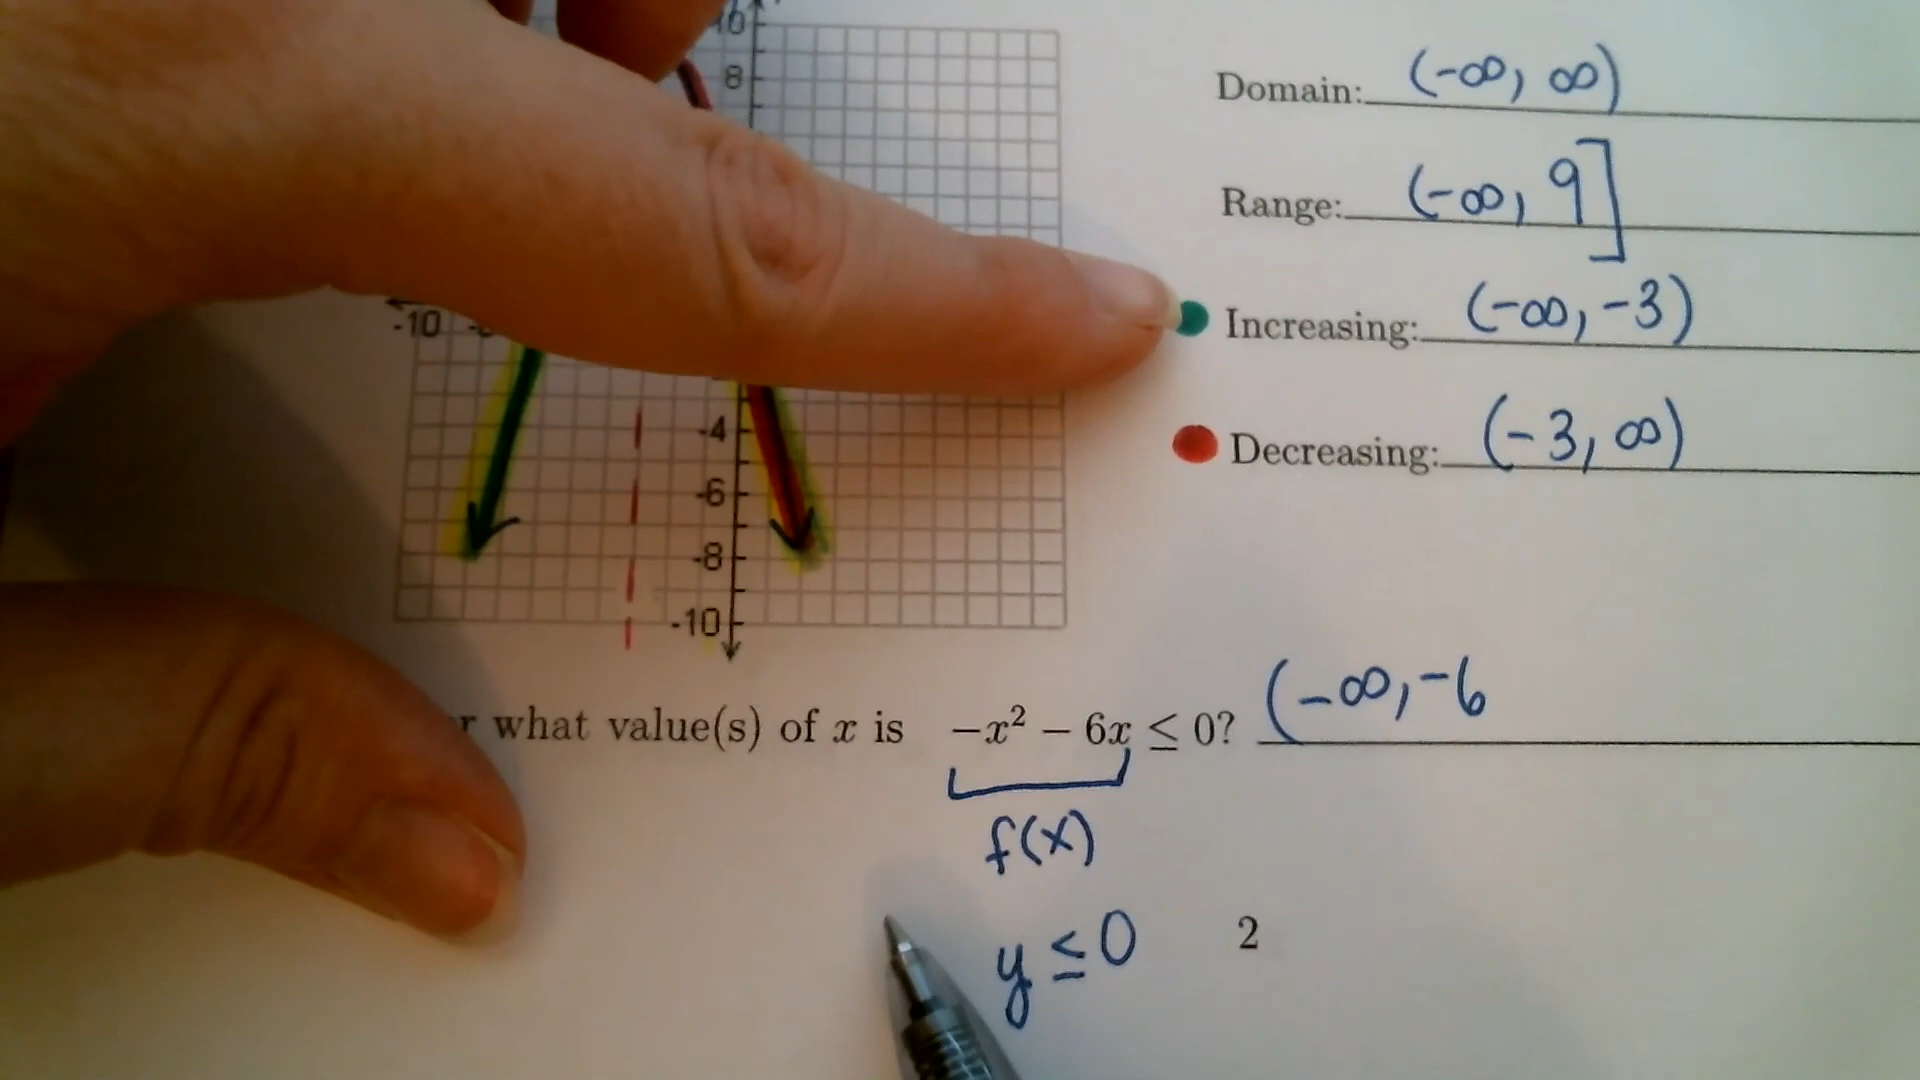 8
Domain: (-∞, ∞)
Range: (-∞, 9]
-10
Increasing: (-∞, -3)
-4
Decreasing: (-3, ∞)
-6
-8
-10
what value(s) of x is −x² − 6x ≤ 0? (-∞, -6
f(x)
y ≤ 0
2